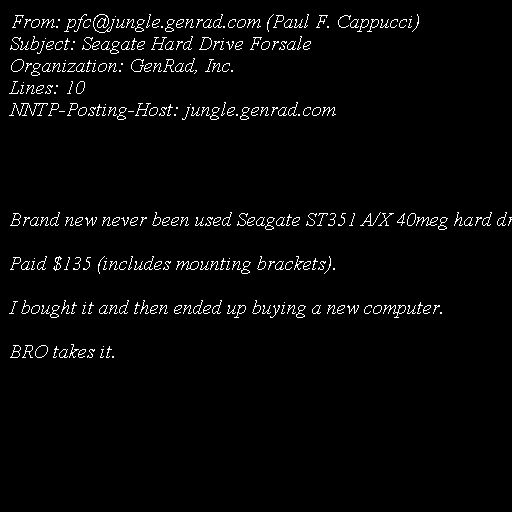 From: pfc@jungle.genrad.com (Paul F. Cappucci)
Subject: Seagate Hard Drive Forsale
Organization: GenRad, Inc.
Lines: 10
NNTP-Posting-Host: jungle.genrad.com
Brand new never been used Seagate ST351 A/X 40meg hard
Paid $135 (includes mounting brackets).
I bought it and then ended up buying a new computer.
BRO takes it.